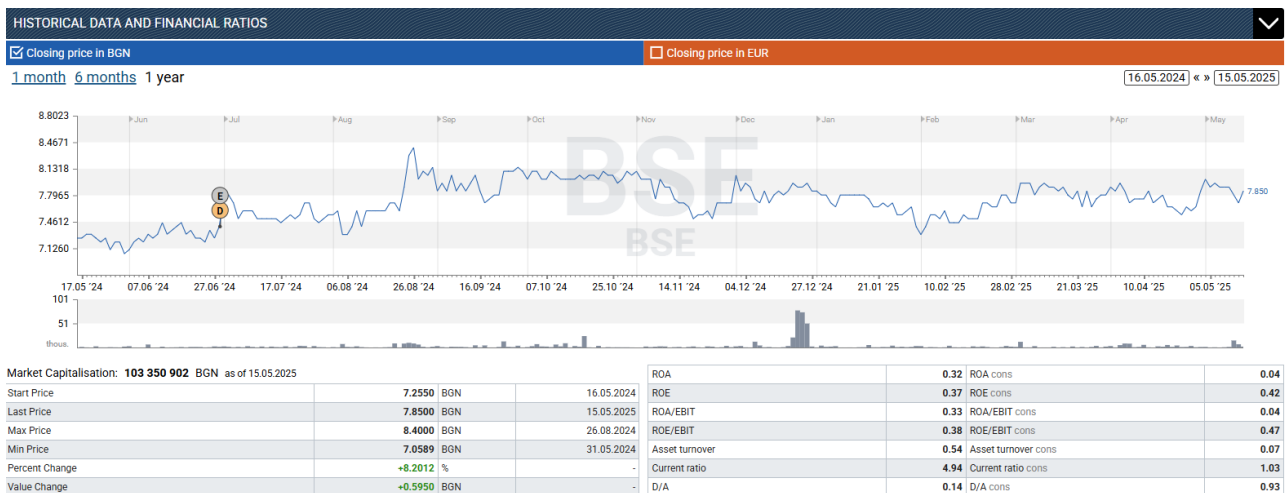 HISTORICAL DATA AND FINANCIAL RATIOS
Closing price in BGN Closing price in EUR
1 month 6 months 1 year 16.05.2024 « » 15.05.2025
8.8023
Jun Jul Aug Sep Oct Nov Dec Jan Feb Mar Apr May
8.4671
8.1318
7.7965
7.4612
7.1260
E
D
BSE
BSE
7.850
17.05 '24 07.06 '24 27.06 '24 17.07 '24 06.08 '24 26.08 '24 16.09 '24 07.10 '24 25.10 '24 14.11 '24 04.12 '24 27.12 '24 21.01 '25 10.02 '25 28.02 '25 21.03 '25 10.04 '25 05.05 '25
101
51
thous.
Market Capitalisation: 103 350 902 BGN as of 15.05.2025
Start Price 7.2550 BGN 16.05.2024
Last Price 7.8500 BGN 15.05.2025
Max Price 8.4000 BGN 26.08.2024
Min Price 7.0589 BGN 31.05.2024
Percent Change +8.2012 % -
Value Change +0.5950 BGN -
ROA 0.32 ROA cons 0.04
ROE 0.37 ROE cons 0.42
ROA/EBIT 0.33 ROA/EBIT cons 0.04
ROE/EBIT 0.38 ROE/EBIT cons 0.47
Asset turnover 0.54 Asset turnover cons 0.07
Current ratio 4.94 Current ratio cons 1.03
D/A 0.14 D/A cons 0.93